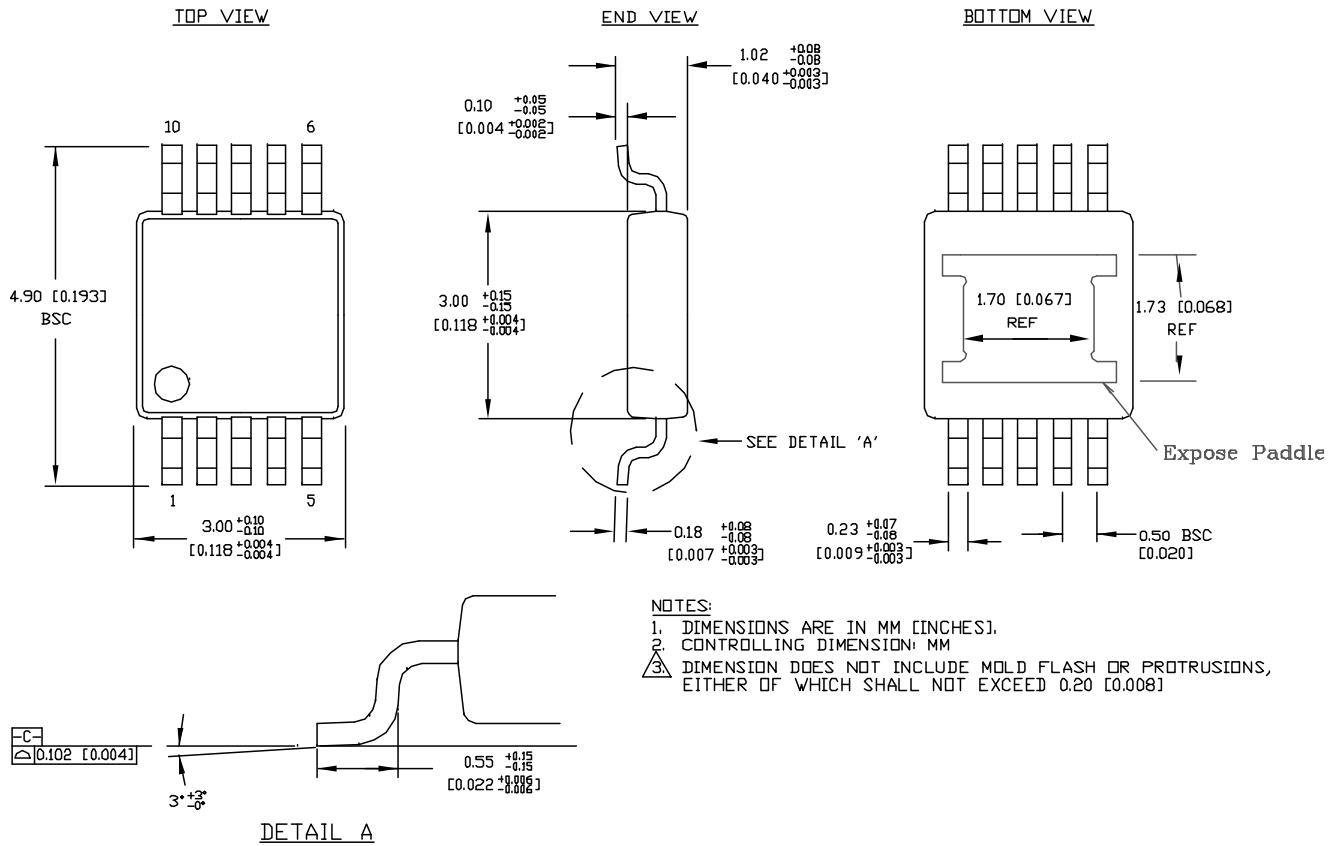 TOP VIEW
END VIEW
BOTTOM VIEW
1.02 +0.08 -0.08
[0.040 +0.013 -0.003]
0.10 +0.05 -0.05
[0.004 +0.002 -0.002]
10 6
4.90 [0.193]
BSC
3.00 +0.15 -0.15
[0.118 +0.004 -0.004]
1.70 [0.067]
REF
1.73 [0.068]
REF
SEE DETAIL 'A'
Expose Paddle
1 5
3.00 +0.10 -0.10
[0.118 +0.004 -0.004]
0.18 +0.08 -0.08
[0.007 +0.003 -0.003]
0.23 +0.07 -0.08
[0.009 +0.003 -0.003]
0.50 BSC
[0.020]
NOTES:
1. DIMENSIONS ARE IN MM [INCHES].
2. CONTROLLING DIMENSION: MM
3. DIMENSION DOES NOT INCLUDE MOLD FLASH OR PROTRUSIONS,
EITHER OF WHICH SHALL NOT EXCEED 0.20 [0.008]
-C-
0.102 [0.004]
3° +3° -0°
0.55 +0.15 -0.15
[0.022 +0.006 -0.006]
DETAIL A